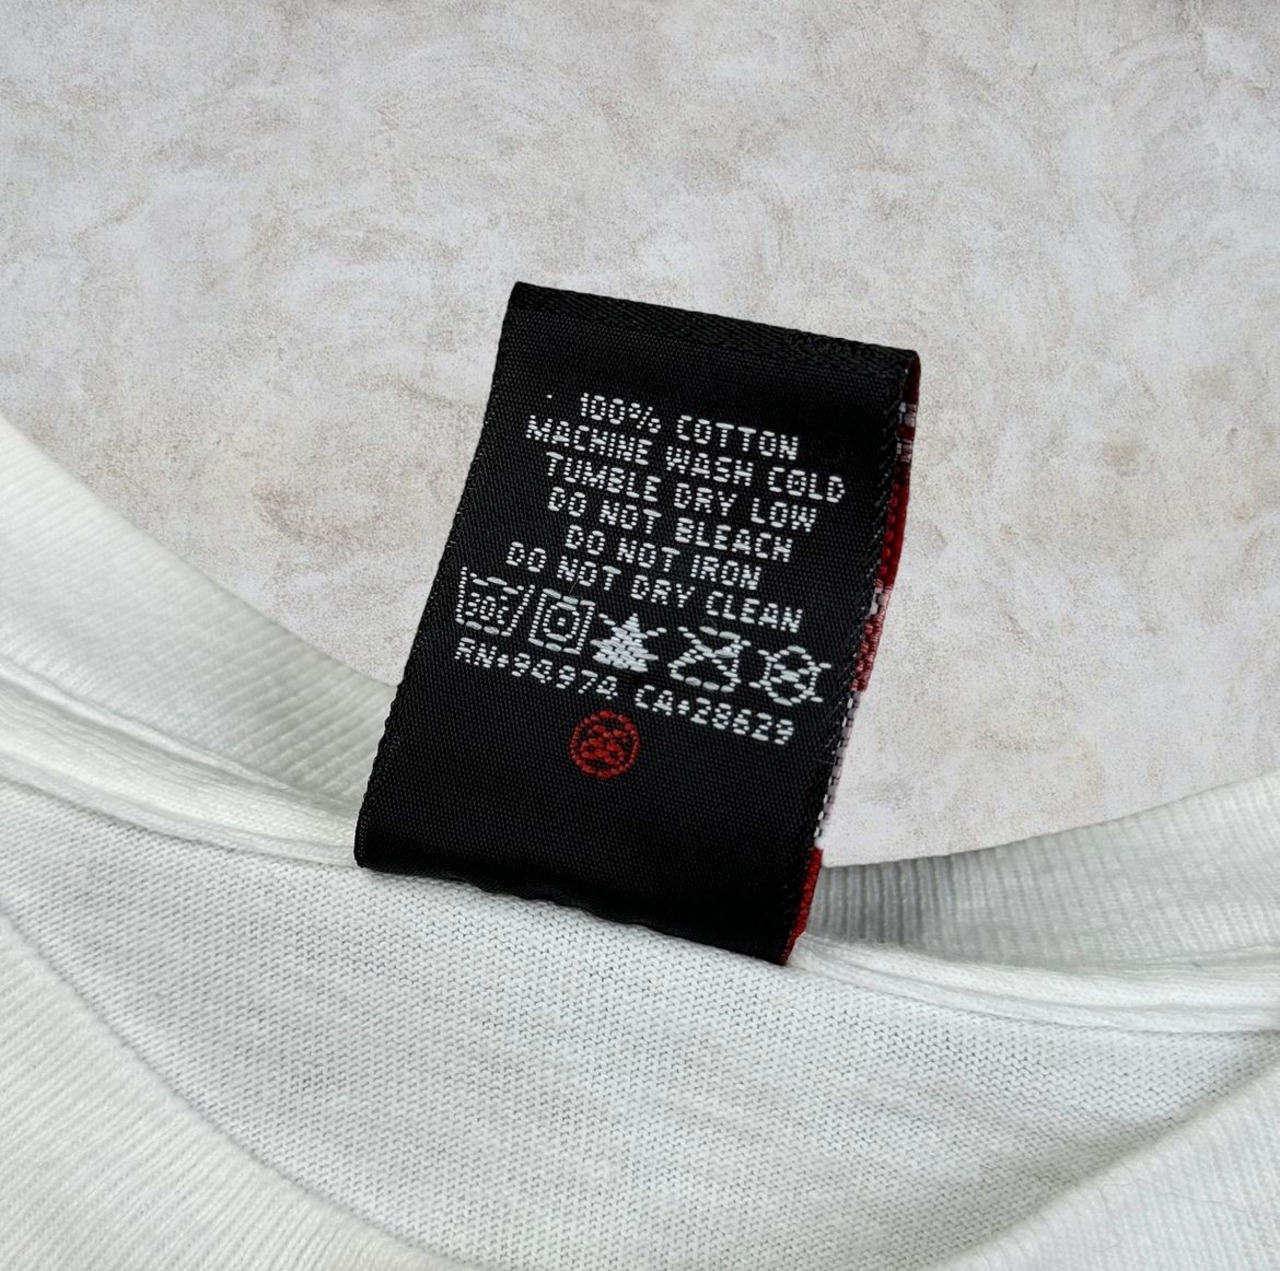 100% COTTON
MACHINE WASH COLD
TUMBLE DRY LOW
DO NOT BLEACH
DO NOT IRON
DO NOT DRY CLEAN
30C
RN♦94974 CA♦28629